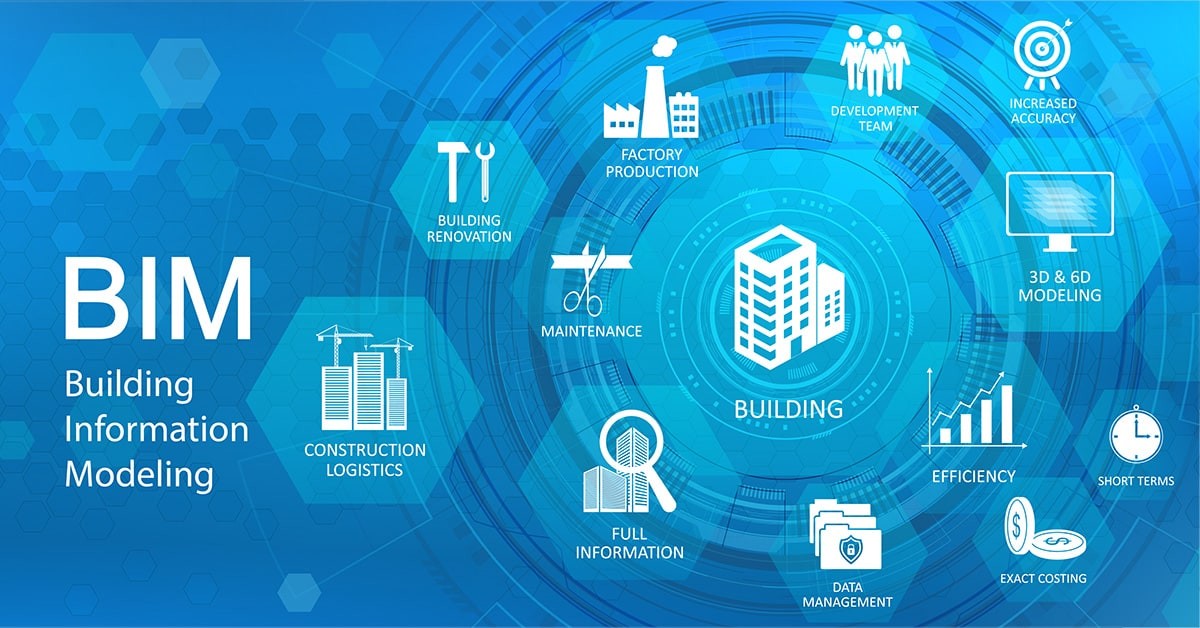 BIM
Building
Information
Modeling
CONSTRUCTION
LOGISTICS
BUILDING
RENOVATION
FACTORY
PRODUCTION
DEVELOPMENT
TEAM
INCREASED
ACCURACY
MAINTENANCE
BUILDING
3D & 6D
MODELING
FULL
INFORMATION
DATA
MANAGEMENT
EFFICIENCY
SHORT TERMS
$ $
EXACT COSTING